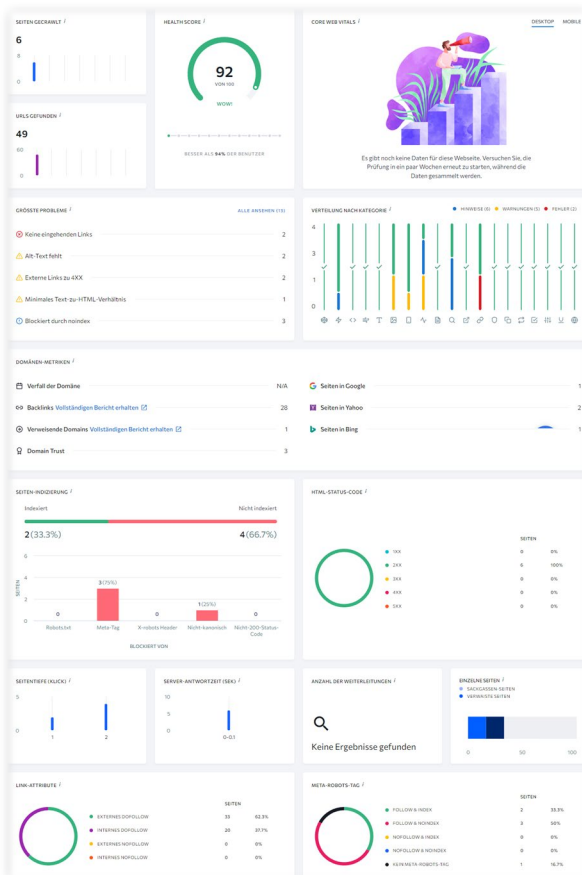 SEITEN GECRAWLT i
6
8
0
URLS GEFUNDEN i
49
60
0
HEALTH SCORE i
92
VON 100
WOW!
BESSER ALS 94% DER BENUTZER
CORE WEB VITALS i
DESKTOP MOBILE
Es gibt noch keine Daten für diese Webseite. Versuchen Sie, die
Prüfung in ein paar Wochen erneut zu starten, während die
Daten gesammelt werden.
GRÖSSTE PROBLEME i ALLE ANSEHEN (13)
Keine eingehenden Links 2
Alt-Text fehlt 2
Externe Links zu 4XX 2
Minimales Text-zu-HTML-Verhältnis 1
Blockiert durch noindex 3
VERTEILUNG NACH KATEGORIE i HINWEISE (6) WARNUNGEN (5) FEHLER (2)
4
3
1
0
DOMÄNEN-METRIKEN i
Verfall der Domäne N/A
Backlinks Vollständigen Bericht erhalten 28
Verweisende Domains Vollständigen Bericht erhalten 1
Domain Trust 3
Seiten in Google 1
Seiten in Yahoo 2
Seiten in Bing 1
SEITEN-INDIZIERUNG i
Indexiert Nicht indexiert
2 (33.3%) 4 (66.7%)
6
4
2
0
SEITEN
0 3 (75%) 0 1 (25%) 0
Robots.txt Meta-Tag X-robots Header Nicht-kanonisch Nicht-200-Status-
Code
BLOCKIERT VON
HTML-STATUS-CODE i
SEITEN
1XX 0 0%
2XX 6 100%
3XX 0 0%
4XX 0 0%
5XX 0 0%
SEITENTIEFE (KLICK) i
5
0
1 2
SERVER-ANTWORTZEIT (SEK) i
10
5
0
0-0.1
ANZAHL DER WEITERLEITUNGEN i
Keine Ergebnisse gefunden
EINZELNE SEITEN i
SACKGASSEN-SEITEN
VERWAISTE SEITEN
0 50 100
LINK-ATTRIBUTE i
SEITEN
EXTERNES DOFOLLOW 33 62.3%
INTERNES DOFOLLOW 20 37.7%
EXTERNES NOFOLLOW 0 0%
INTERNES NOFOLLOW 0 0%
META-ROBOTS-TAG i
SEITEN
FOLLOW & INDEX 2 33.3%
FOLLOW & NOINDEX 3 50%
NOFOLLOW & INDEX 0 0%
NOFOLLOW & NOINDEX 0 0%
KEIN META-ROBOTS-TAG 1 16.7%